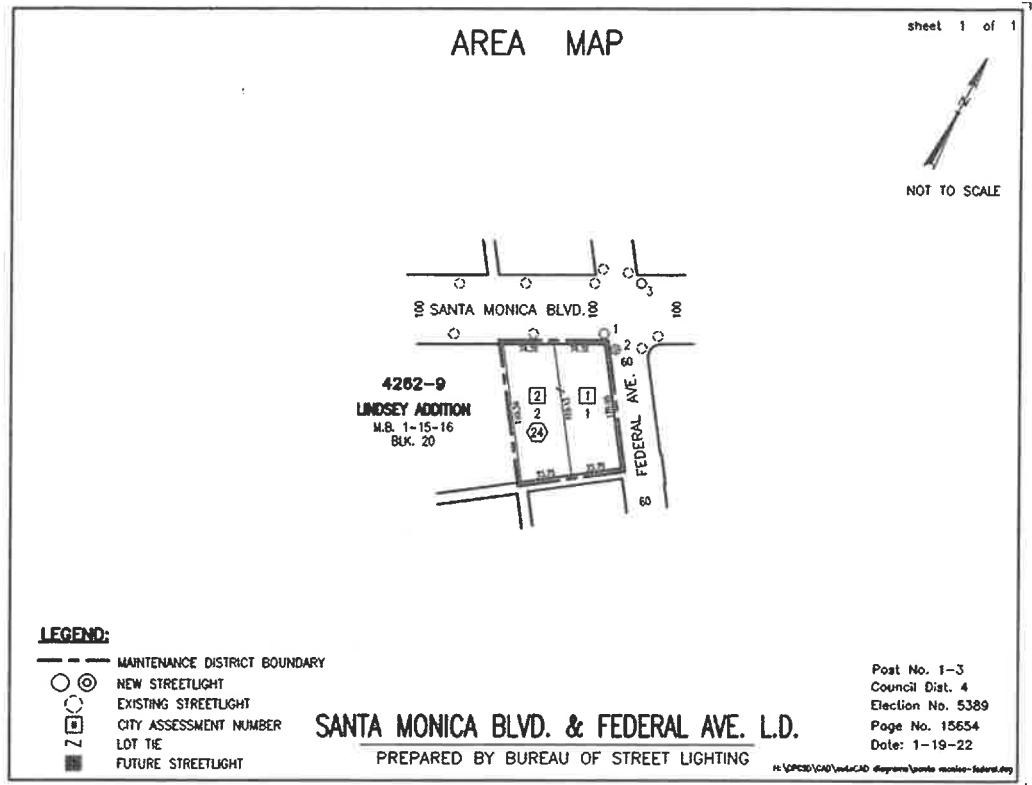 sheet 1 of 1
AREA MAP
NOT TO SCALE
3
100 SANTA MONICA BLVD. 100 100
1
2
60
4262-9
LINDSEY ADDITION
M.B. 1-15-16
BLK. 20
2 1
2 1
24
FEDERAL AVE.
60
LEGEND:
MAINTENANCE DISTRICT BOUNDARY
NEW STREETLIGHT
EXISTING STREETLIGHT
CITY ASSESSMENT NUMBER
LOT TIE
FUTURE STREETLIGHT
SANTA MONICA BLVD. & FEDERAL AVE. L.D.
PREPARED BY BUREAU OF STREET LIGHTING
Post No. 1-3
Council Dist. 4
Election No. 5389
Page No. 15654
Date: 1-19-22